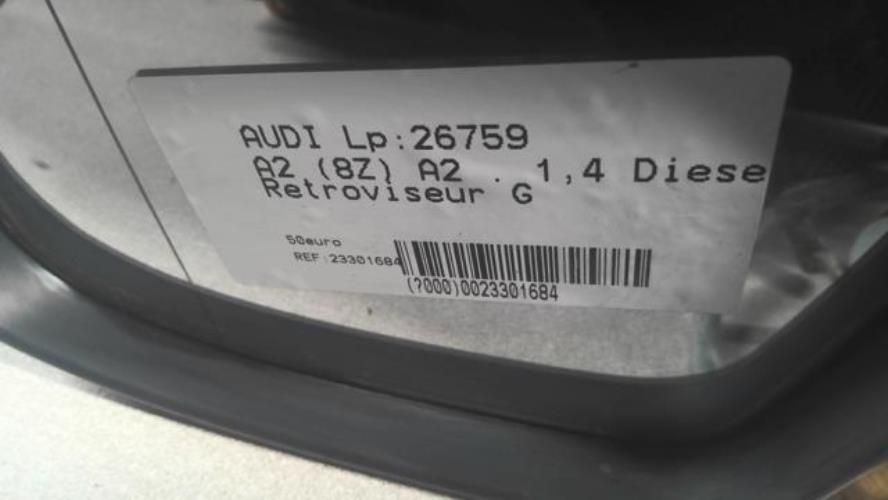 AUDI Lp:26759
A2 (8Z) A2 . 1,4 Diese
Retroviseur G
50euro
REF:23301684
(?000)0023301684